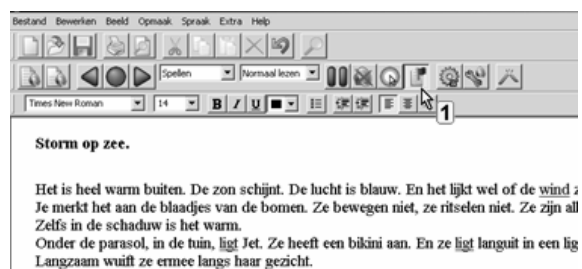 Bestand Bewerken Beeld Opmaak Spraak Extra Help
Spellen Normaal lezen
Times New Roman 14 B I U
1
Storm op zee.
Het is heel warm buiten. De zon schijnt. De lucht is blauw. En het lijkt wel of de wind
Je merkt het aan de blaadjes van de bomen. Ze bewegen niet, ze ritselen niet. Ze zijn all
Zelfs in de schaduw is het warm.
Onder de parasol, in de tuin, ligt Jet. Ze heeft een bikini aan. En ze ligt languit in een lig
Langzaam wuift ze ermee langs haar gezicht.